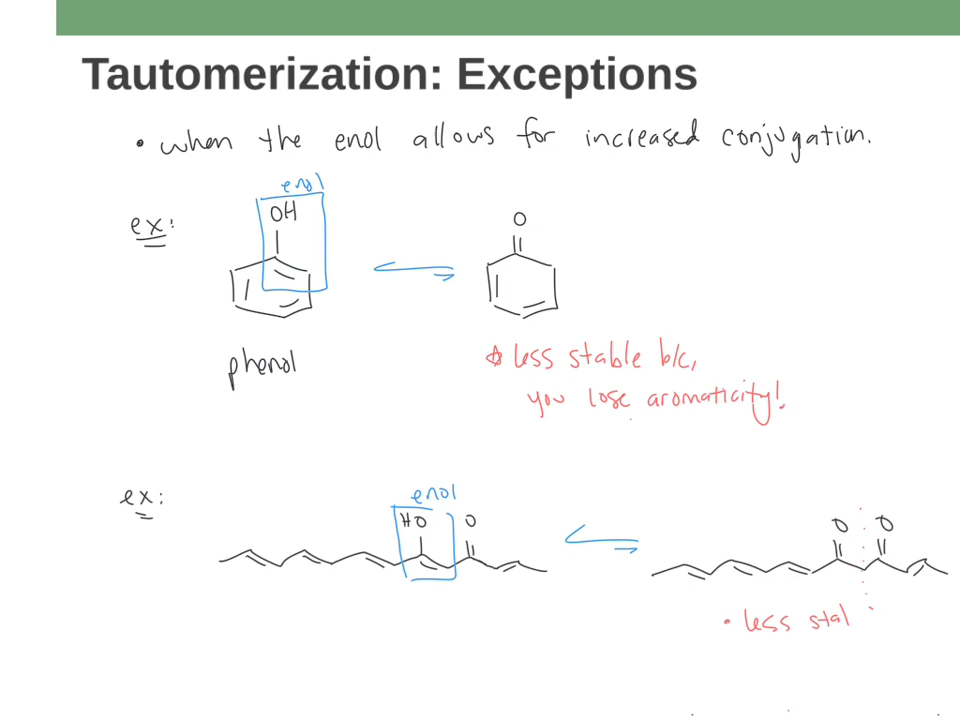 Tautomerization: Exceptions
• when the enol allows for increased conjugation.
enol
ex:
OH
O
phenol
☆ less stable b/c,
you lose aromaticity!
ex:
enol
HO O
O O
• less stal